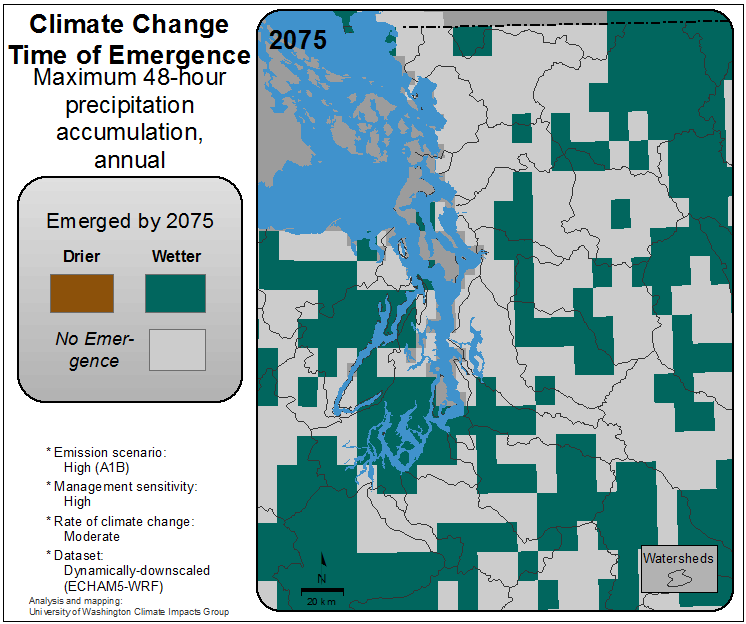 Climate Change
Time of Emergence
Maximum 48-hour
precipitation
accumulation,
annual
Emerged by 2075
Drier
Wetter
No Emer-
gence
* Emission scenario:
High (A1B)
* Management sensitivity:
High
* Rate of climate change:
Moderate
* Dataset:
Dynamically-downscaled
(ECHAM5-WRF)
Analysis and mapping:
University of Washington Climate Impacts Group
2075
N
20 km
Watersheds